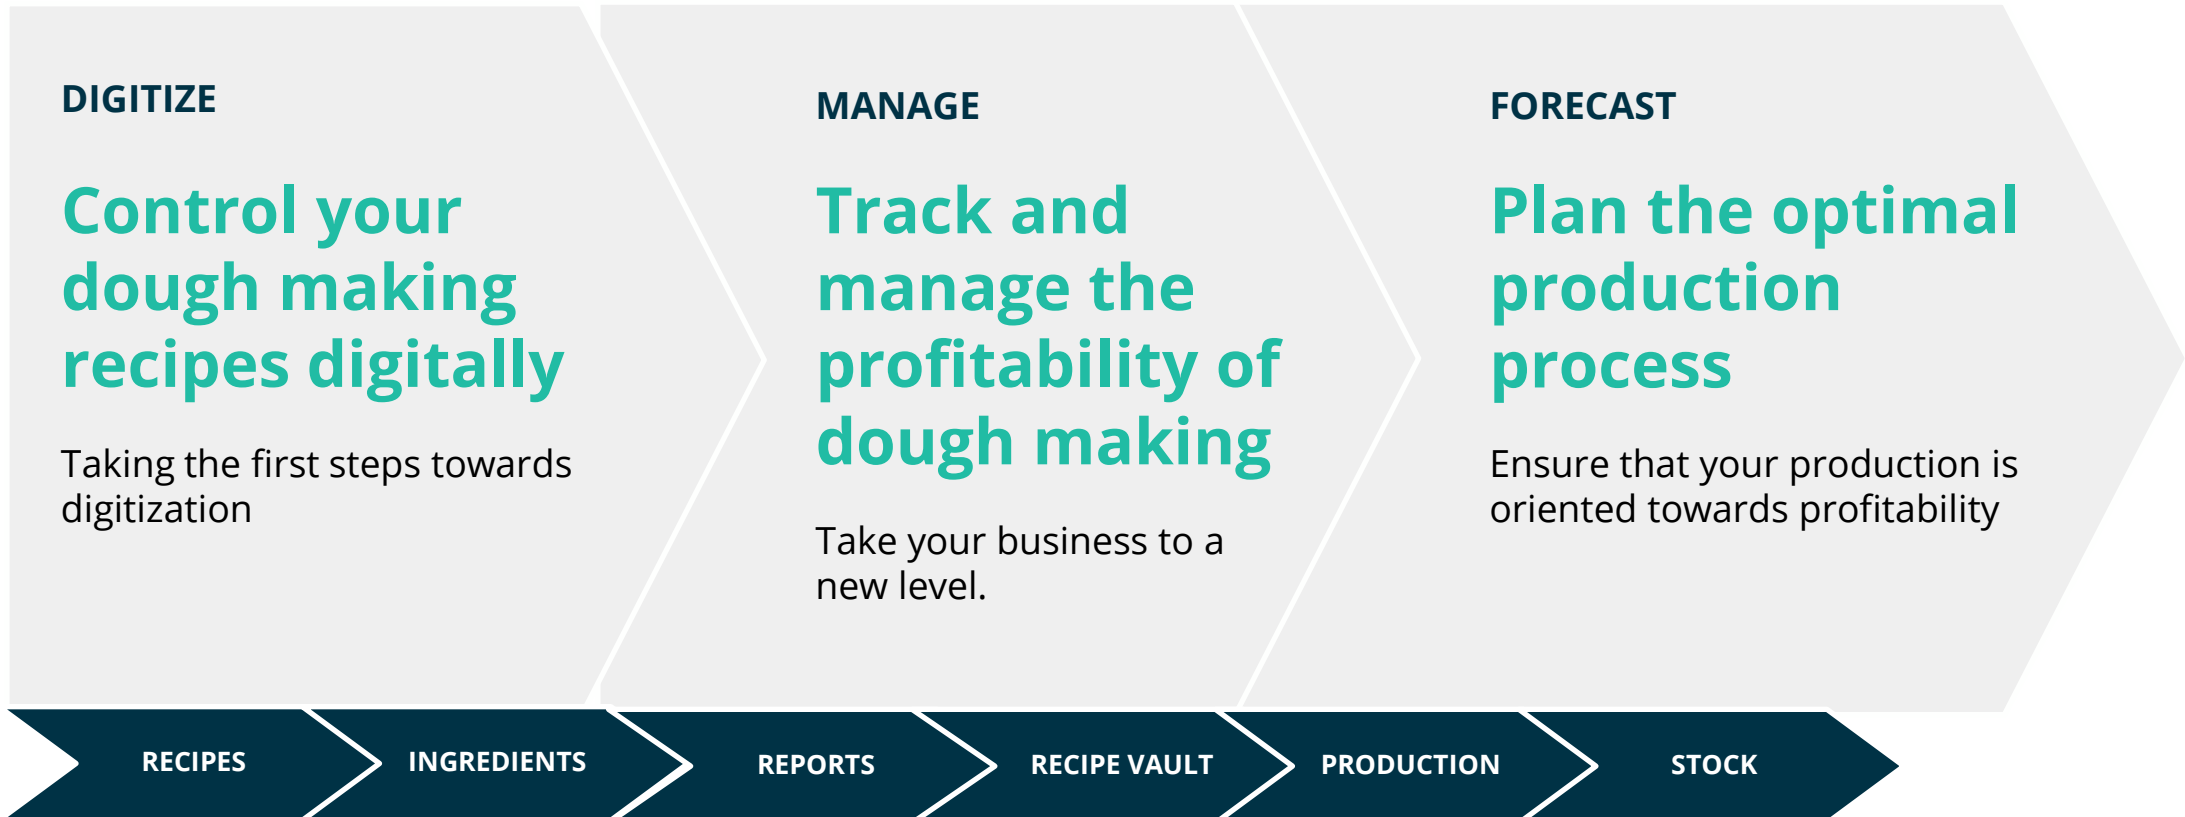 DIGITIZE
Control your
dough making
recipes digitally
Taking the first steps towards
digitization
MANAGE
Track and
manage the
profitability of
dough making
Take your business to a
new level.
FORECAST
Plan the optimal
production
process
Ensure that your production is
oriented towards profitability
RECIPES
INGREDIENTS
REPORTS
RECIPE VAULT
PRODUCTION
STOCK